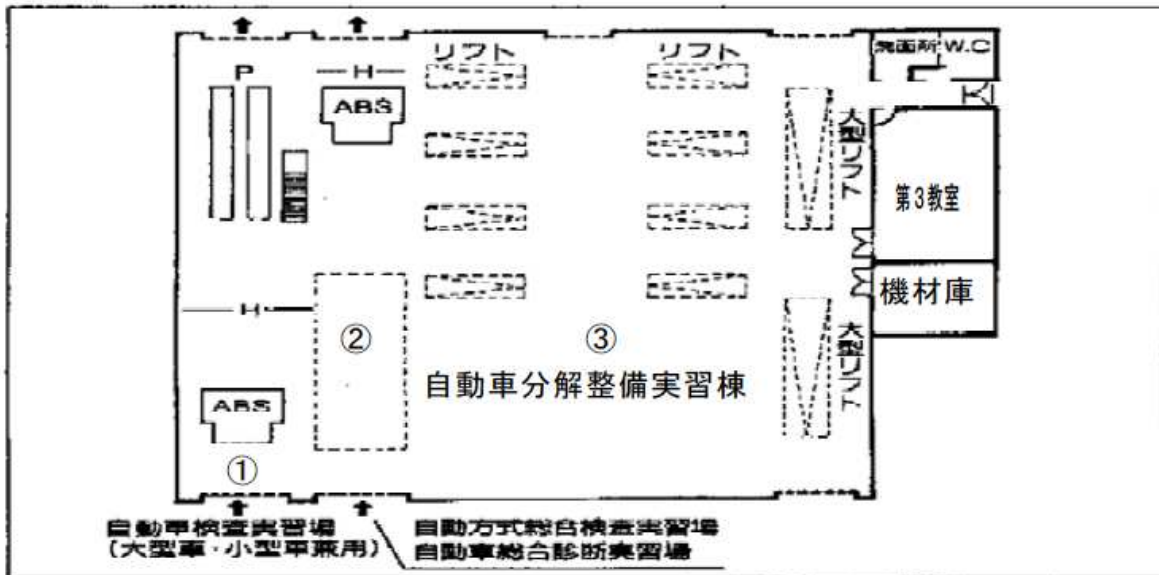 リフト
リフト
洗面所 W.C
P
H
ABS
大型リフト
第3教室
機材庫
H
②
③
自動車分解整備実習棟
大型リフト
ABS
①
自動車検査実習場
(大型車・小型車兼用)
自動方式総合検査実習場
自動車総合診断実習場